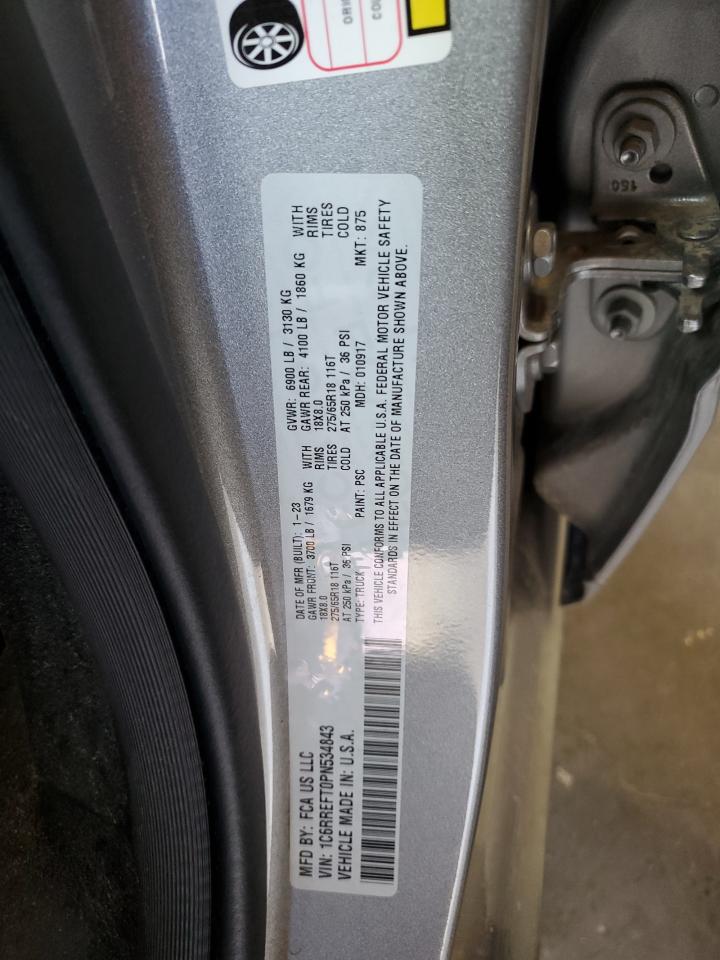 DRI
COL
MFD BY: FCA US LLC
VIN: 1C6RREFT0PN534843
VEHICLE MADE IN: U.S.A.
DATE OF MFR (BUILT): 1-23 GVWR: 6900 LB / 3130 KG
GAWR FRONT: 3700 LB / 1679 KG WITH GAWR REAR: 4100 LB / 1860 KG WITH
18X8.0 RIMS 18X8.0 RIMS
275/65R18 116T TIRES 275/65R18 116T TIRES
AT 250 kPa / 36 PSI COLD AT 250 kPa / 36 PSI COLD
TYPE: TRUCK PAINT: PSC MDH: 010917 MKT: 875
THIS VEHICLE CONFORMS TO ALL APPLICABLE U.S.A. FEDERAL MOTOR VEHICLE SAFETY
STANDARDS IN EFFECT ON THE DATE OF MANUFACTURE SHOWN ABOVE.
150